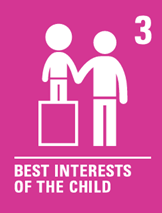 3
BEST INTERESTS
OF THE CHILD